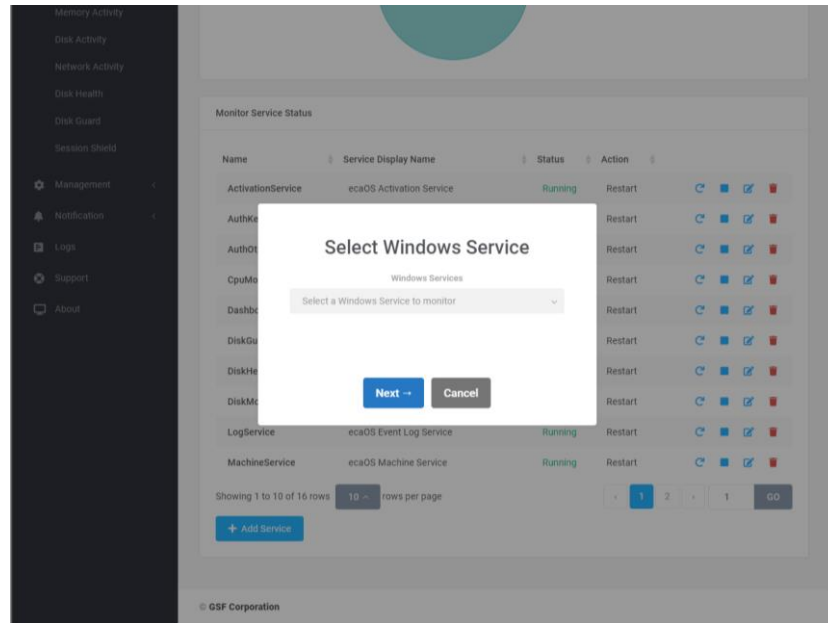 Memory Activity
Disk Activity
Network Activity
Disk Health
Disk Guard
Session Shield
Management
Notification
Logs
Support
About
Monitor Service Status
Name Service Display Name Status Action
ActivationService ecaOS Activation Service Running Restart
AuthKe Restart
AuthOt Restart
CpuMo Restart
Dashbo Restart
DiskGu Restart
DiskHe Restart
DiskMo Restart
LogService ecaOS Event Log Service Running Restart
MachineService ecaOS Machine Service Running Restart
Select Windows Service
Windows Services
Select a Windows Service to monitor
Next → Cancel
Showing 1 to 10 of 16 rows 10 rows per page ‹ 1 2 › 1 GO
+ Add Service
© GSF Corporation